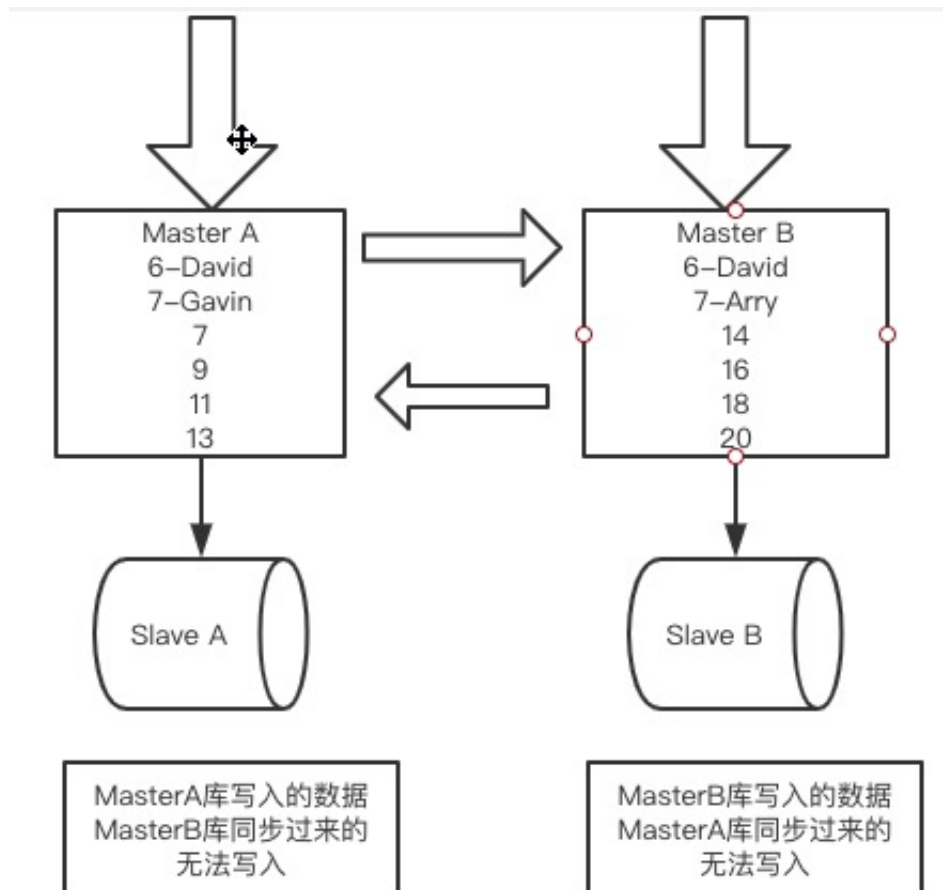 Master A
6–David
7–Gavin
7
9
11
13
Master B
6–David
7–Arry
14
16
18
20
Slave A
Slave B
MasterA库写入的数据
MasterB库同步过来的
无法写入
MasterB库写入的数据
MasterA库同步过来的
无法写入